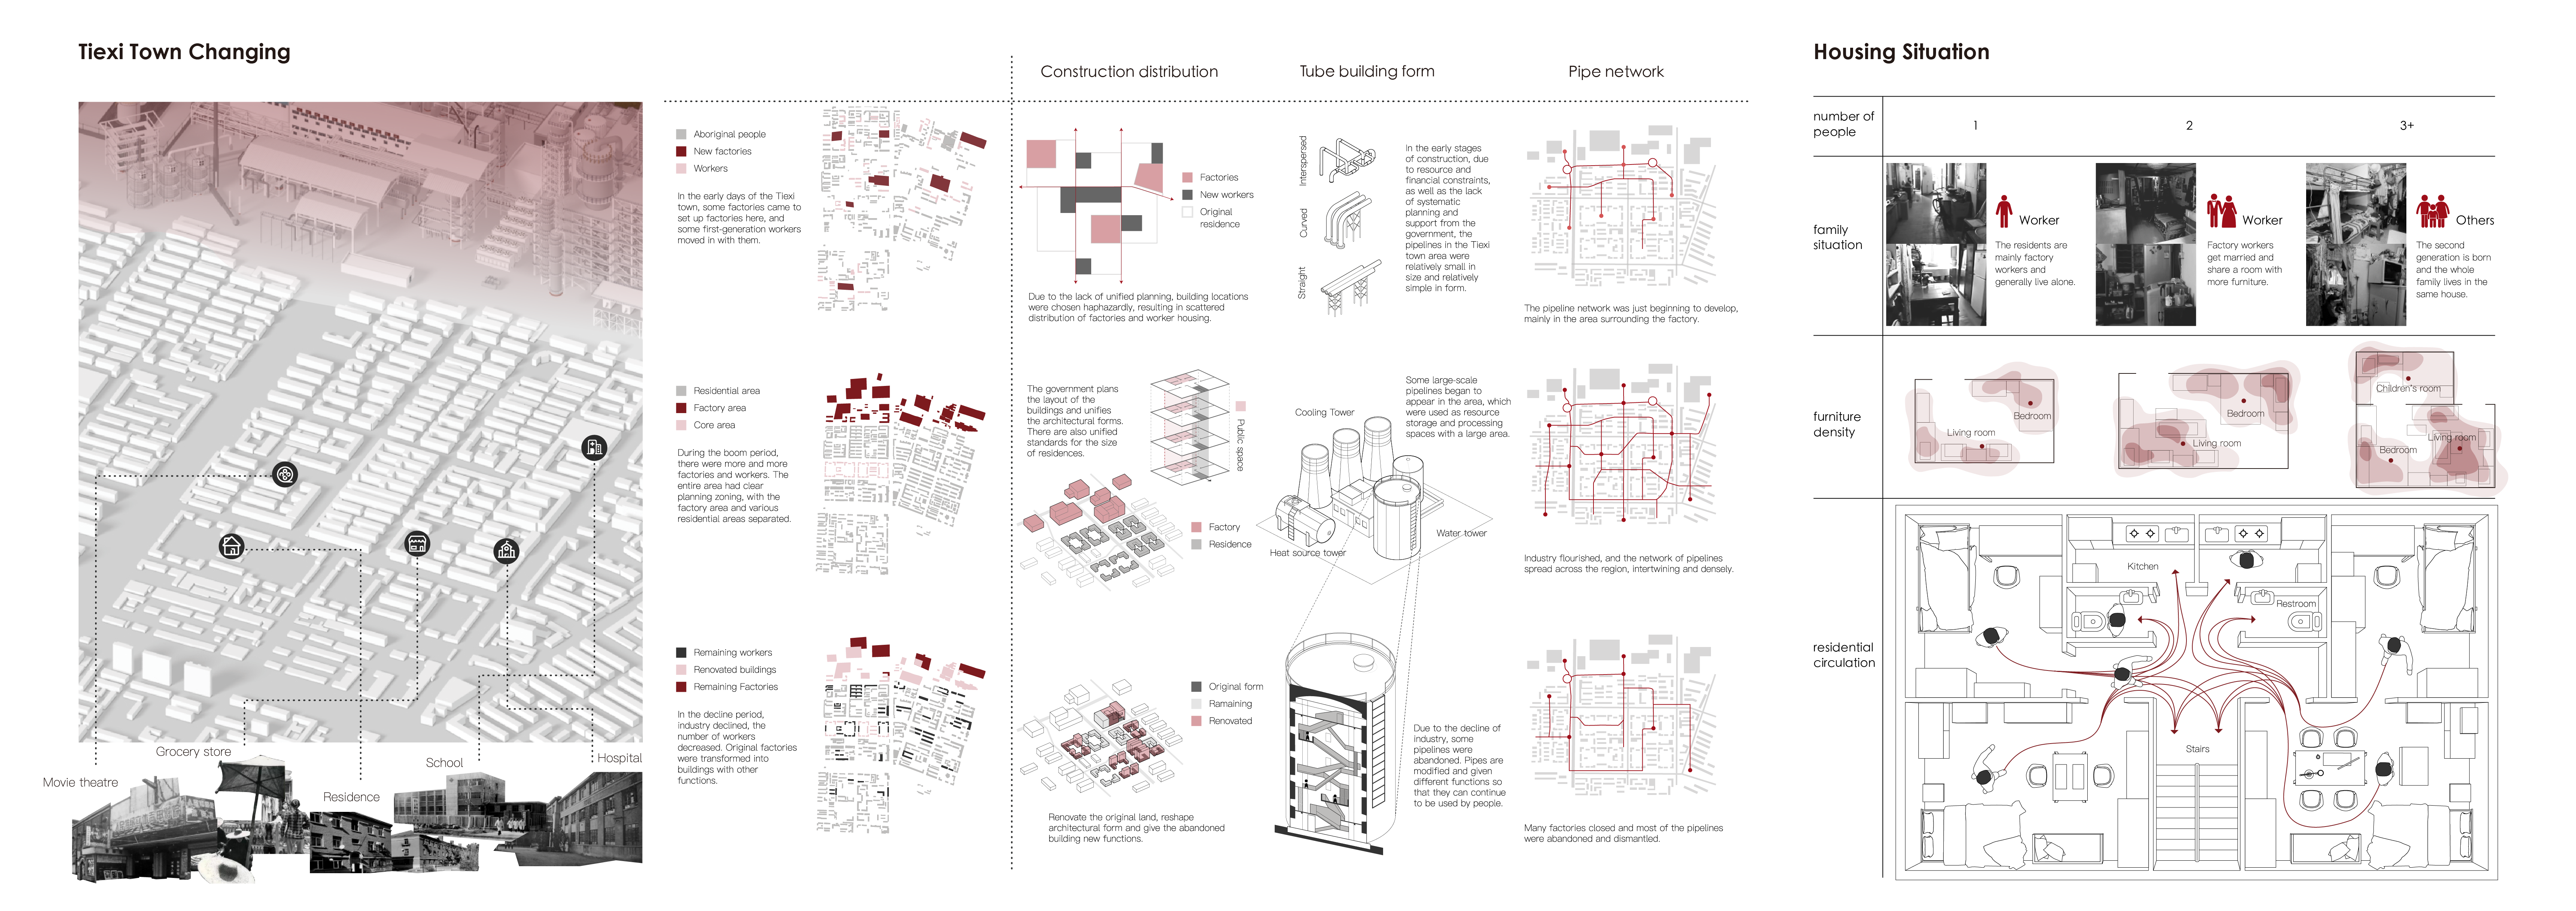 Tiexi Town Changing
Movie theatre
Grocery store
Residence
School
Hospital
Aboriginal people
New factories
Workers
In the early days of the Tiexi
town, some factories came to
set up factories here, and
some first-generation workers
moved in with them.
Residential area
Factory area
Core area
During the boom period,
there were more and more
factories and workers. The
entire area had clear
planning zoning, with the
factory area and various
residential areas separated.
Remaining workers
Renovated buildings
Remaining Factories
In the decline period,
industry declined, the
number of workers
decreased. Original factories
were transformed into
buildings with other
functions.
Construction distribution
Tube building form
Pipe network
Factories
New workers
Original
residence
Due to the lack of unified planning, building locations
were chosen haphazardly, resulting in scattered
distribution of factories and worker housing.
Interspersed
Curved
Straight
In the early stages
of construction, due
to resource and
financial constraints,
as well as the lack
of systematic
planning and
support from the
government, the
pipelines in the Tiexi
town area were
relatively small in
size and relatively
simple in form.
The pipeline network was just beginning to develop,
mainly in the area surrounding the factory.
The government plans
the layout of the
buildings and unifies
the architectural forms.
There are also unified
standards for the size
of residences.
Public space
Factory
Residence
Some large-scale
pipelines began to
appear in the area, which
were used as resource
storage and processing
spaces with a large area.
Cooling Tower
Water tower
Heat source tower
Industry flourished, and the network of pipelines
spread across the region, intertwining and densely.
Original form
Ramaining
Renovated
Renovate the original land, reshape
architectural form and give the abandoned
building new functions.
Due to the decline of
industry, some
pipelines were
abandoned. Pipes are
modified and given
different functions so
that they can continue
to be used by people.
Many factories closed and most of the pipelines
were abandoned and dismantled.
Housing Situation
number of
people
1
2
3+
family
situation
Worker
The residents are
mainly factory
workers and
generally live alone.
Worker
Factory workers
get married and
share a room with
more furniture.
Others
The second
generation is born
and the whole
family lives in the
same house.
furniture
density
Bedroom
Living room
Bedroom
Living room
Children's room
Living room
Bedroom
residential
circulation
Kitchen
Restroom
Stairs